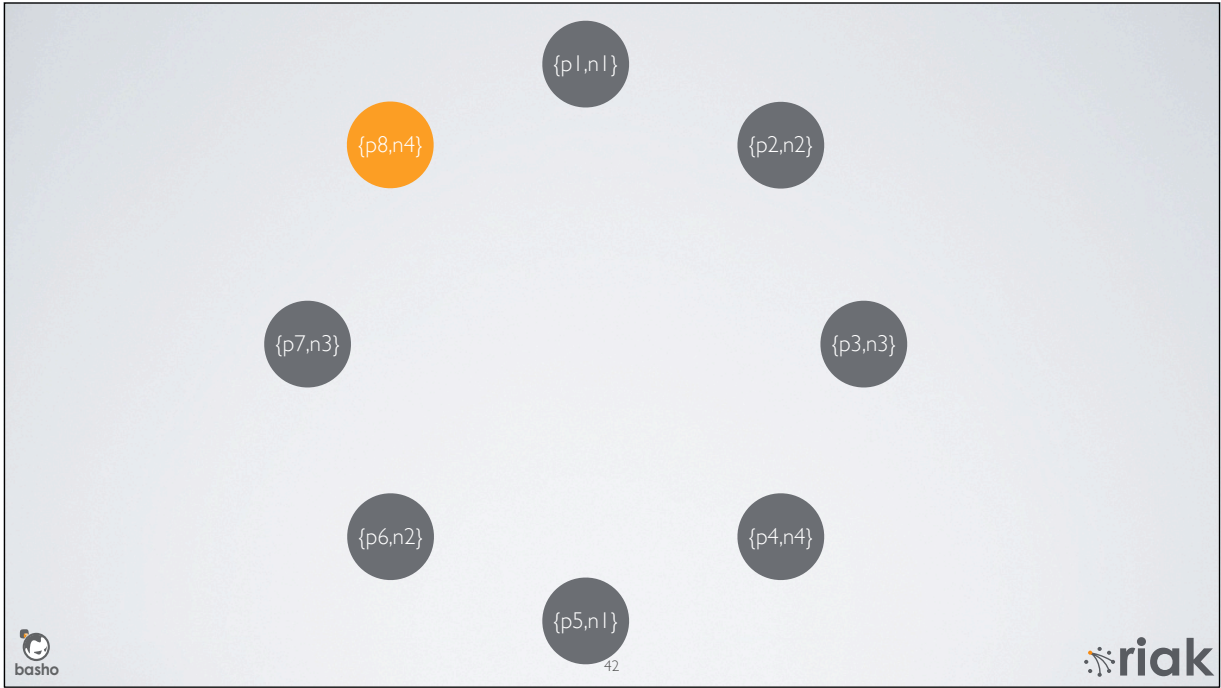 {p1,n1}
{p8,n4}
{p2,n2}
{p7,n3}
{p3,n3}
{p6,n2}
{p4,n4}
{p5,n1}
42
basho
riak